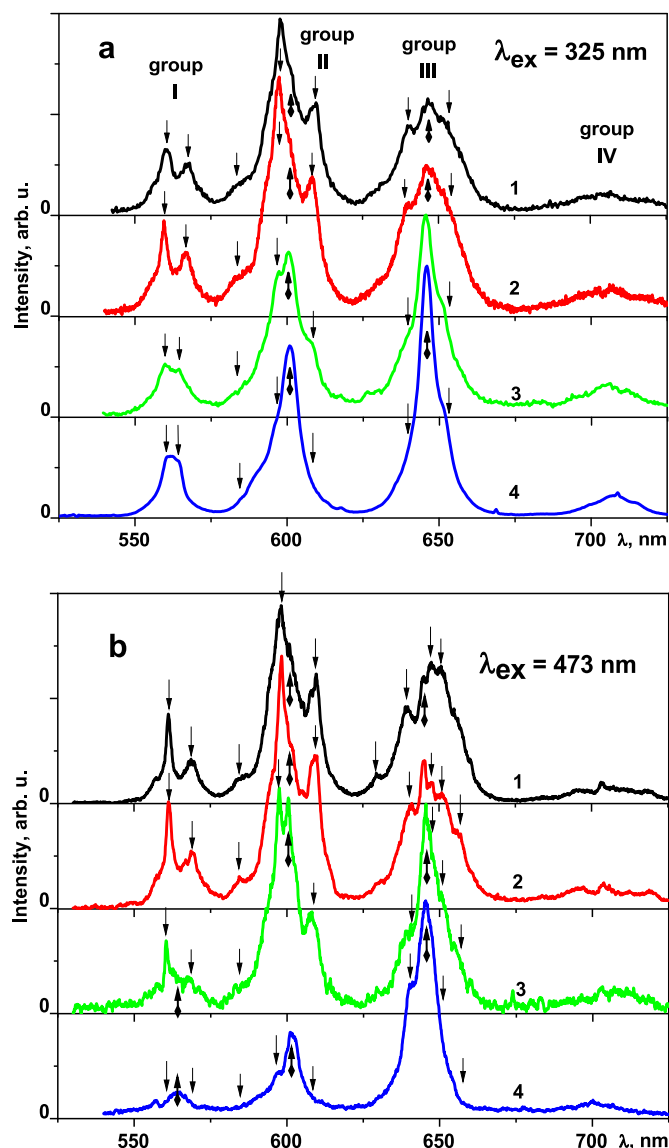 a
group
I
group
II
group
III
λex = 325 nm
group
IV
Intensity, arb. u.
0
1
0
2
0
3
0
4
550
600
650
700
λ, nm
b
λex = 473 nm
Intensity, arb. u.
0
1
0
2
0
3
0
4
550
600
650
700
λ, nm